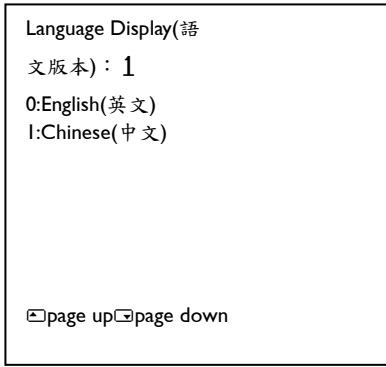 Language Display(語
文版本)：1
0:English(英文)
1:Chinese(中文)
page up page down